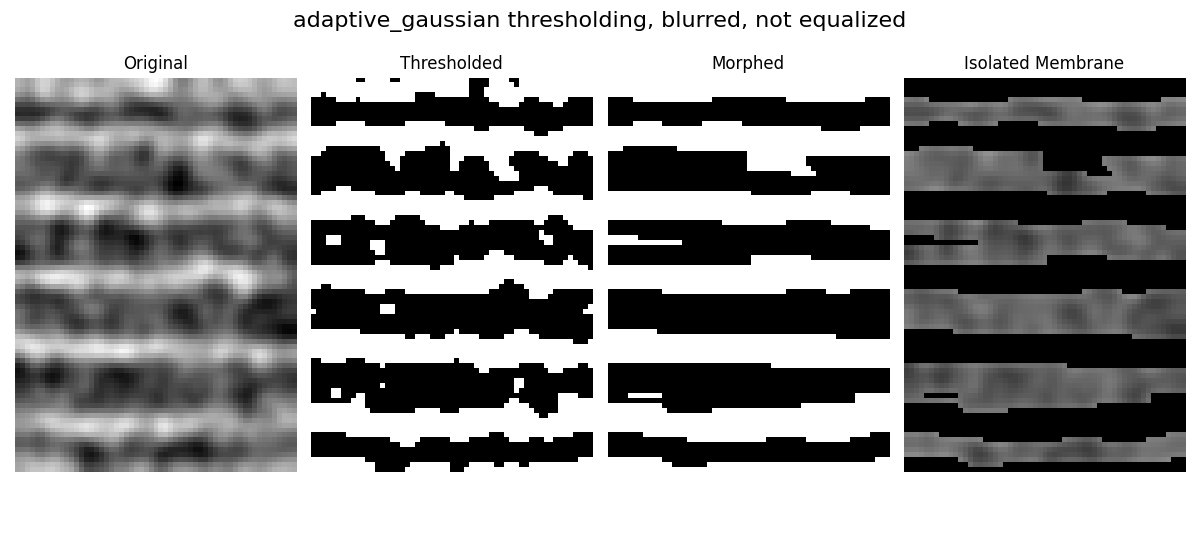 adaptive_gaussian thresholding, blurred, not equalized
Original
Thresholded
Morphed
Isolated Membrane